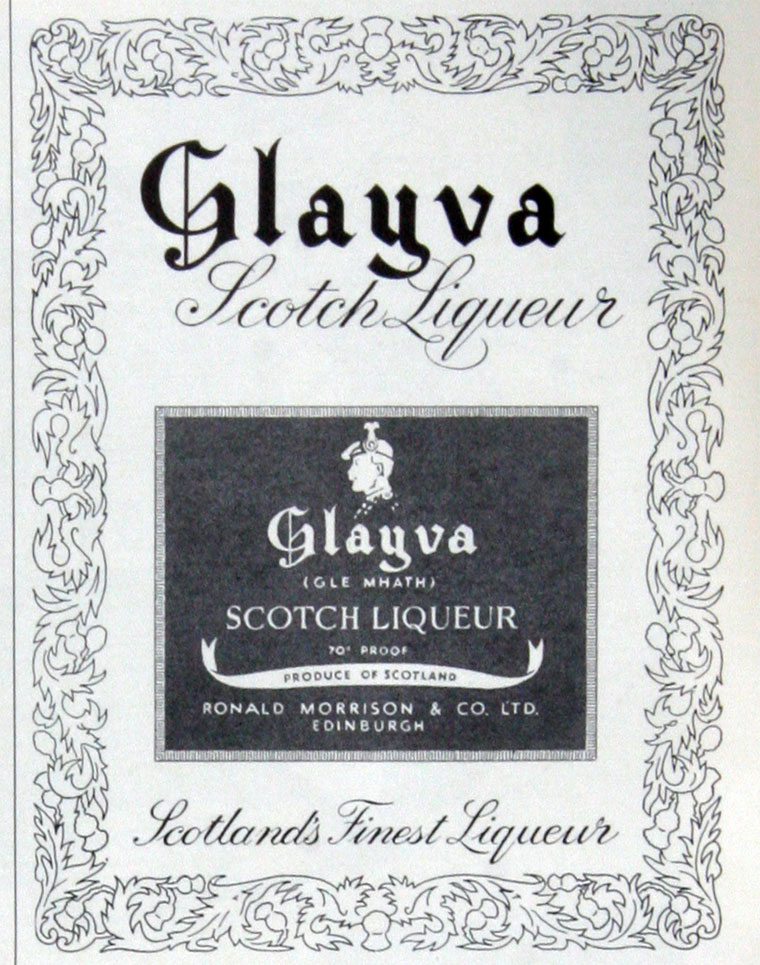 Glayva
Scotch Liqueur
Glayva
(GLE MHATH)
SCOTCH LIQUEUR
70° PROOF
PRODUCE OF SCOTLAND
RONALD MORRISON & CO. LTD.
EDINBURGH
Scotland's Finest Liqueur